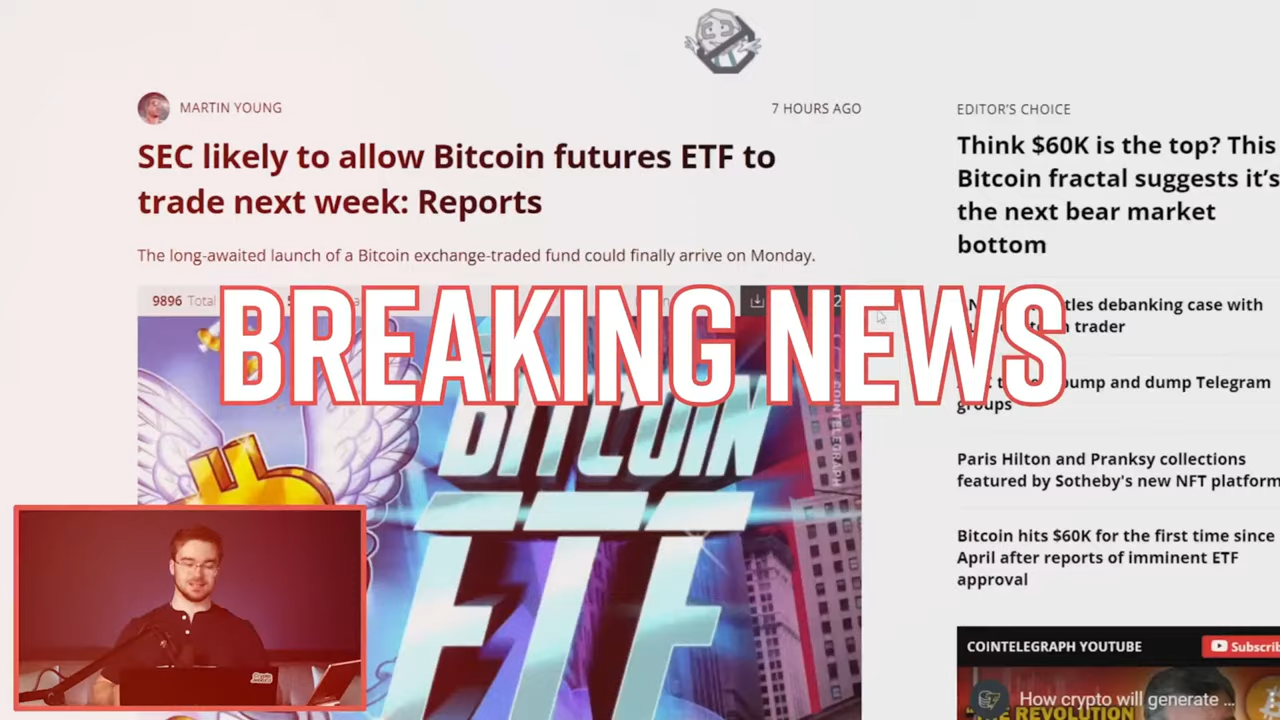 MARTIN YOUNG
7 HOURS AGO
SEC likely to allow Bitcoin futures ETF to
trade next week: Reports
The long-awaited launch of a Bitcoin exchange-traded fund could finally arrive on Monday.
9896 Total
BREAKING NEWS
BITCOIN
ETF
COINTELEGRAPH
EDITOR'S CHOICE
Think $60K is the top? This
Bitcoin fractal suggests it's
the next bear market
bottom
debanking case with
trader
and dump Telegram
groups
Paris Hilton and Pranksy collections
featured by Sotheby's new NFT platform
Bitcoin hits $60K for the first time since
April after reports of imminent ETF
approval
COINTELEGRAPH YOUTUBE
Subscrib
How crypto will generate ...
REVOLUTION